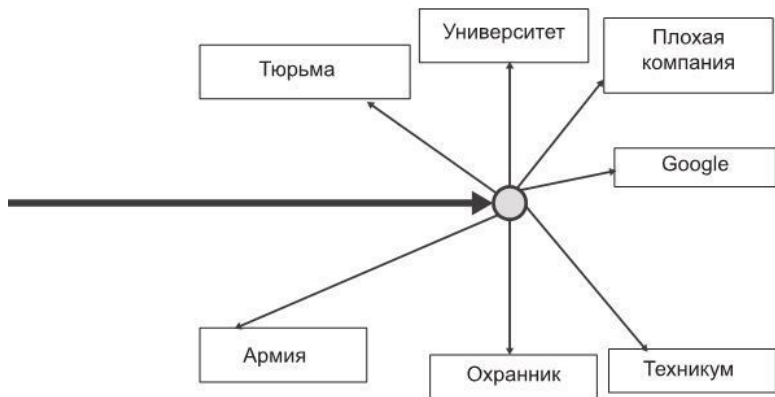 Университет
Плохая
компания
Тюрьма
Google
Армия
Охранник
Техникум